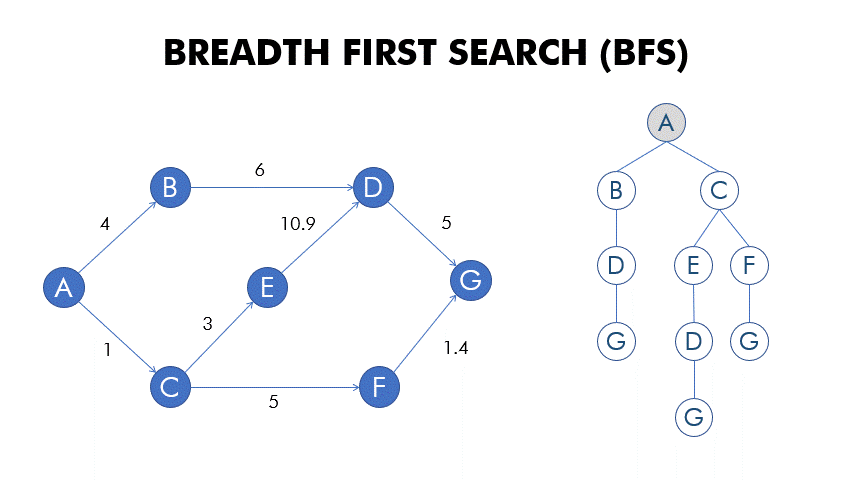 BREADTH FIRST SEARCH (BFS)
A
B 6 D B C
4 10.9 5
D E F
A E G
3
1 1.4 G D G
C 5 F
G